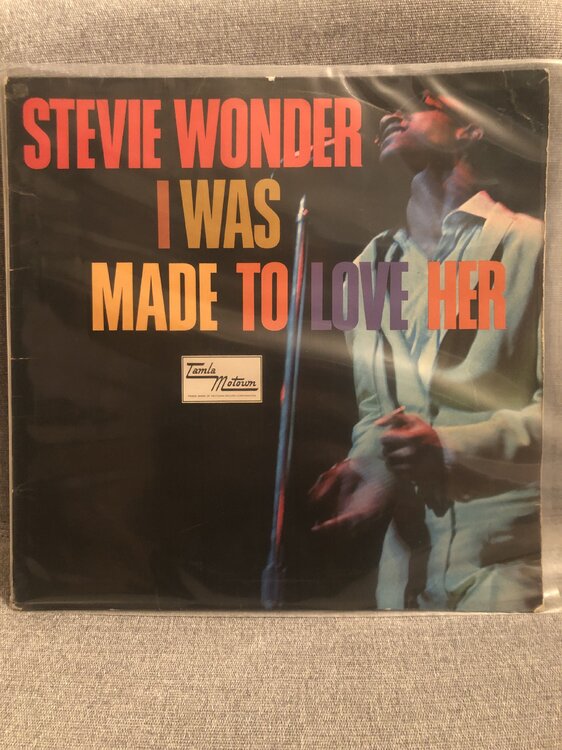 STEVIE WONDER
I WAS
MADE TO LOVE HER
Tamla
Motown